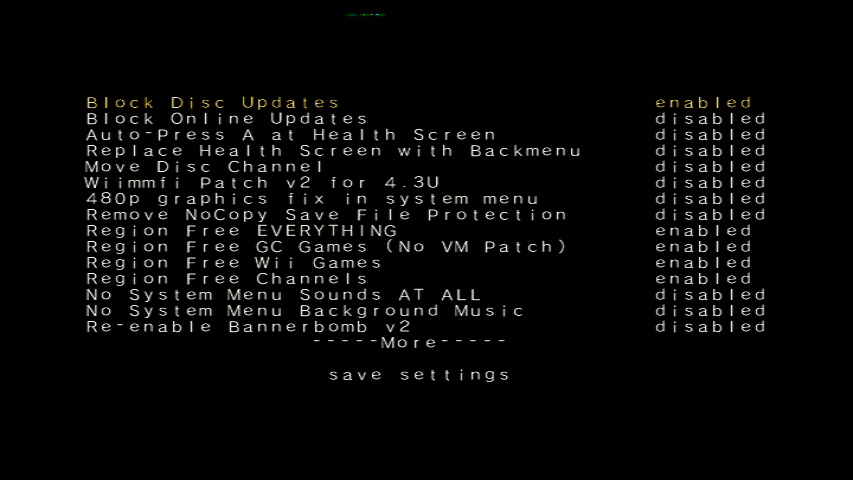 Block Disc Updates enabled
Block Online Updates disabled
Auto-Press A at Health Screen disabled
Replace Health Screen with Backmenu disabled
Move Disc Channel disabled
Wiimmfi Patch v2 for 4.3U disabled
480p graphics fix in system menu disabled
Remove NoCopy Save File Protection disabled
Region Free EVERYTHING enabled
Region Free GC Games (No VM Patch) enabled
Region Free Wii Games enabled
Region Free Channels enabled
No System Menu Sounds AT ALL disabled
No System Menu Background Music disabled
Re-enable Bannerbomb v2 disabled
-----More-----
save settings